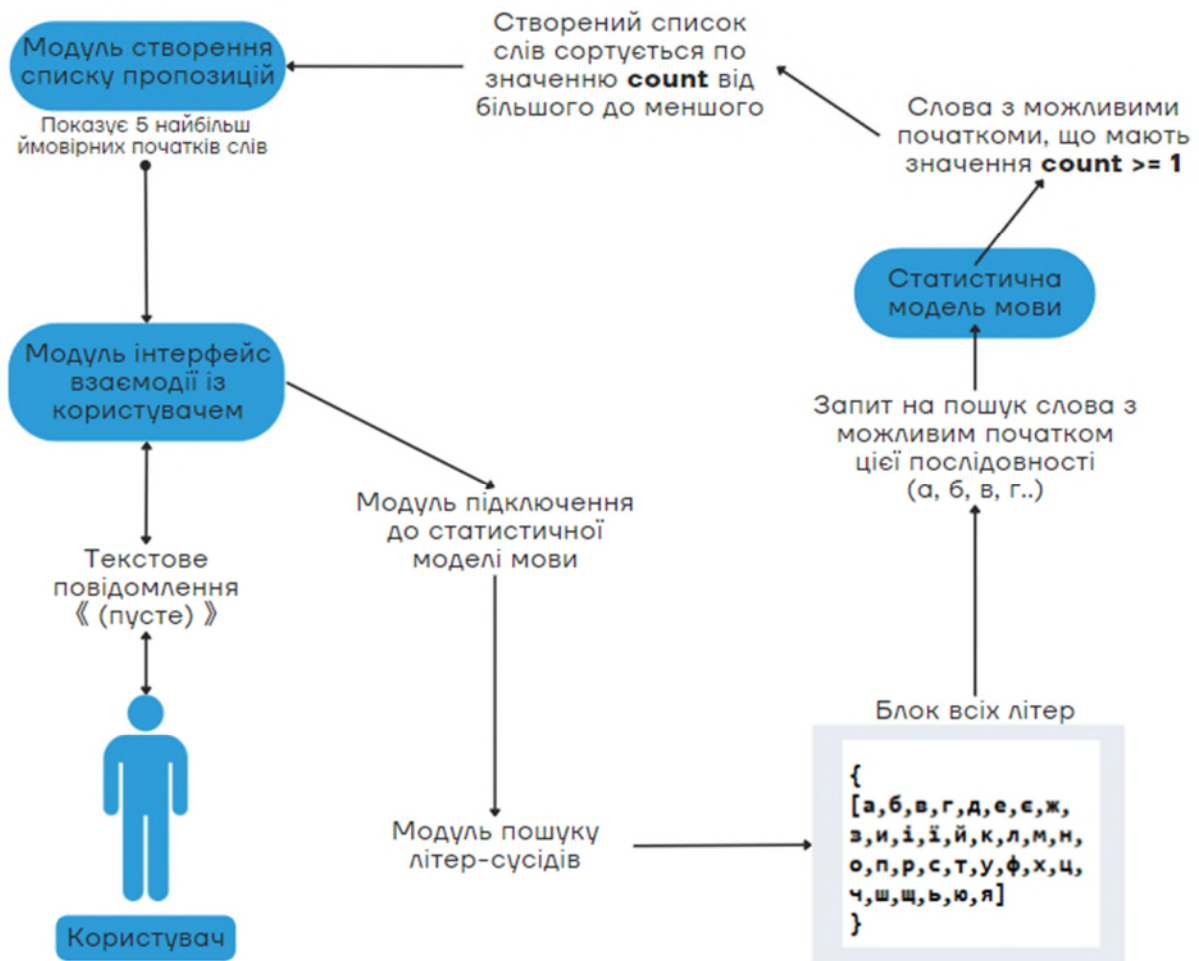 Модуль створення
списку пропозицій
Показує 5 найбільш
ймовірних початків слів
Створений список
слів сортується по
значенню count від
більшого до меншого
Слова з можливими
початкоми, що мають
значення count >= 1
Статистична
модель мови
Модуль інтерфейс
взаємодії із
користувачем
Запит на пошук слова з
можливим початком
цієї послідовності
(а, б, в, г..)
Модуль підключення
до статистичної
моделі мови
Текстове
повідомлення
《 (пусте) 》
Блок всіх літер
{
[а,б,в,г,д,е,є,ж,
з,и,і,ї,й,к,л,м,н,
о,п,р,с,т,у,ф,х,ц,
ч,ш,щ,ь,ю,я]
}
Модуль пошуку
літер-сусідів
Користувач